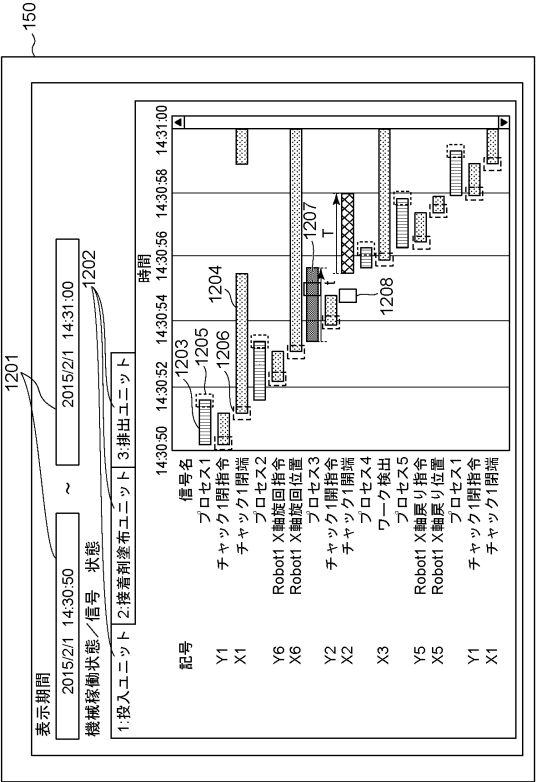 150
1201
表示期間
2015/2/1 14:30:50 ～ 2015/2/1 14:31:00
機械稼働状態／信号 状態
1202
1:投入ユニット 2:接着剤塗布ユニット 3:排出ユニット
時間
記号 信号名 14:30:50 14:30:52 14:30:54 14:30:56 14:30:58 14:31:00
プロセス1
Y1 チャック1閉指令
X1 チャック1閉端
プロセス2
Y6 Robot1 X軸旋回指令
X6 Robot1 X軸旋回位置
プロセス3
Y2 チャック1開指令
X2 チャック1開端
プロセス4
X3 ワーク検出
プロセス5
Y5 Robot1 X軸戻り指令
X5 Robot1 X軸戻り位置
プロセス1
Y1 チャック1閉指令
X1 チャック1閉端
1203
1205
1206
1204
1207
t
T
1208